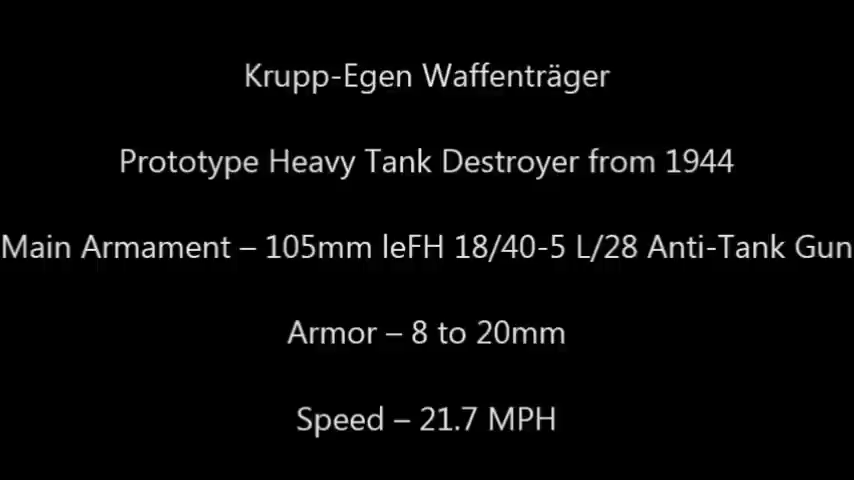 Krupp-Egen Waffenträger
Prototype Heavy Tank Destroyer from 1944
Main Armament – 105mm leFH 18/40-5 L/28 Anti-Tank Gun
Armor – 8 to 20mm
Speed – 21.7 MPH